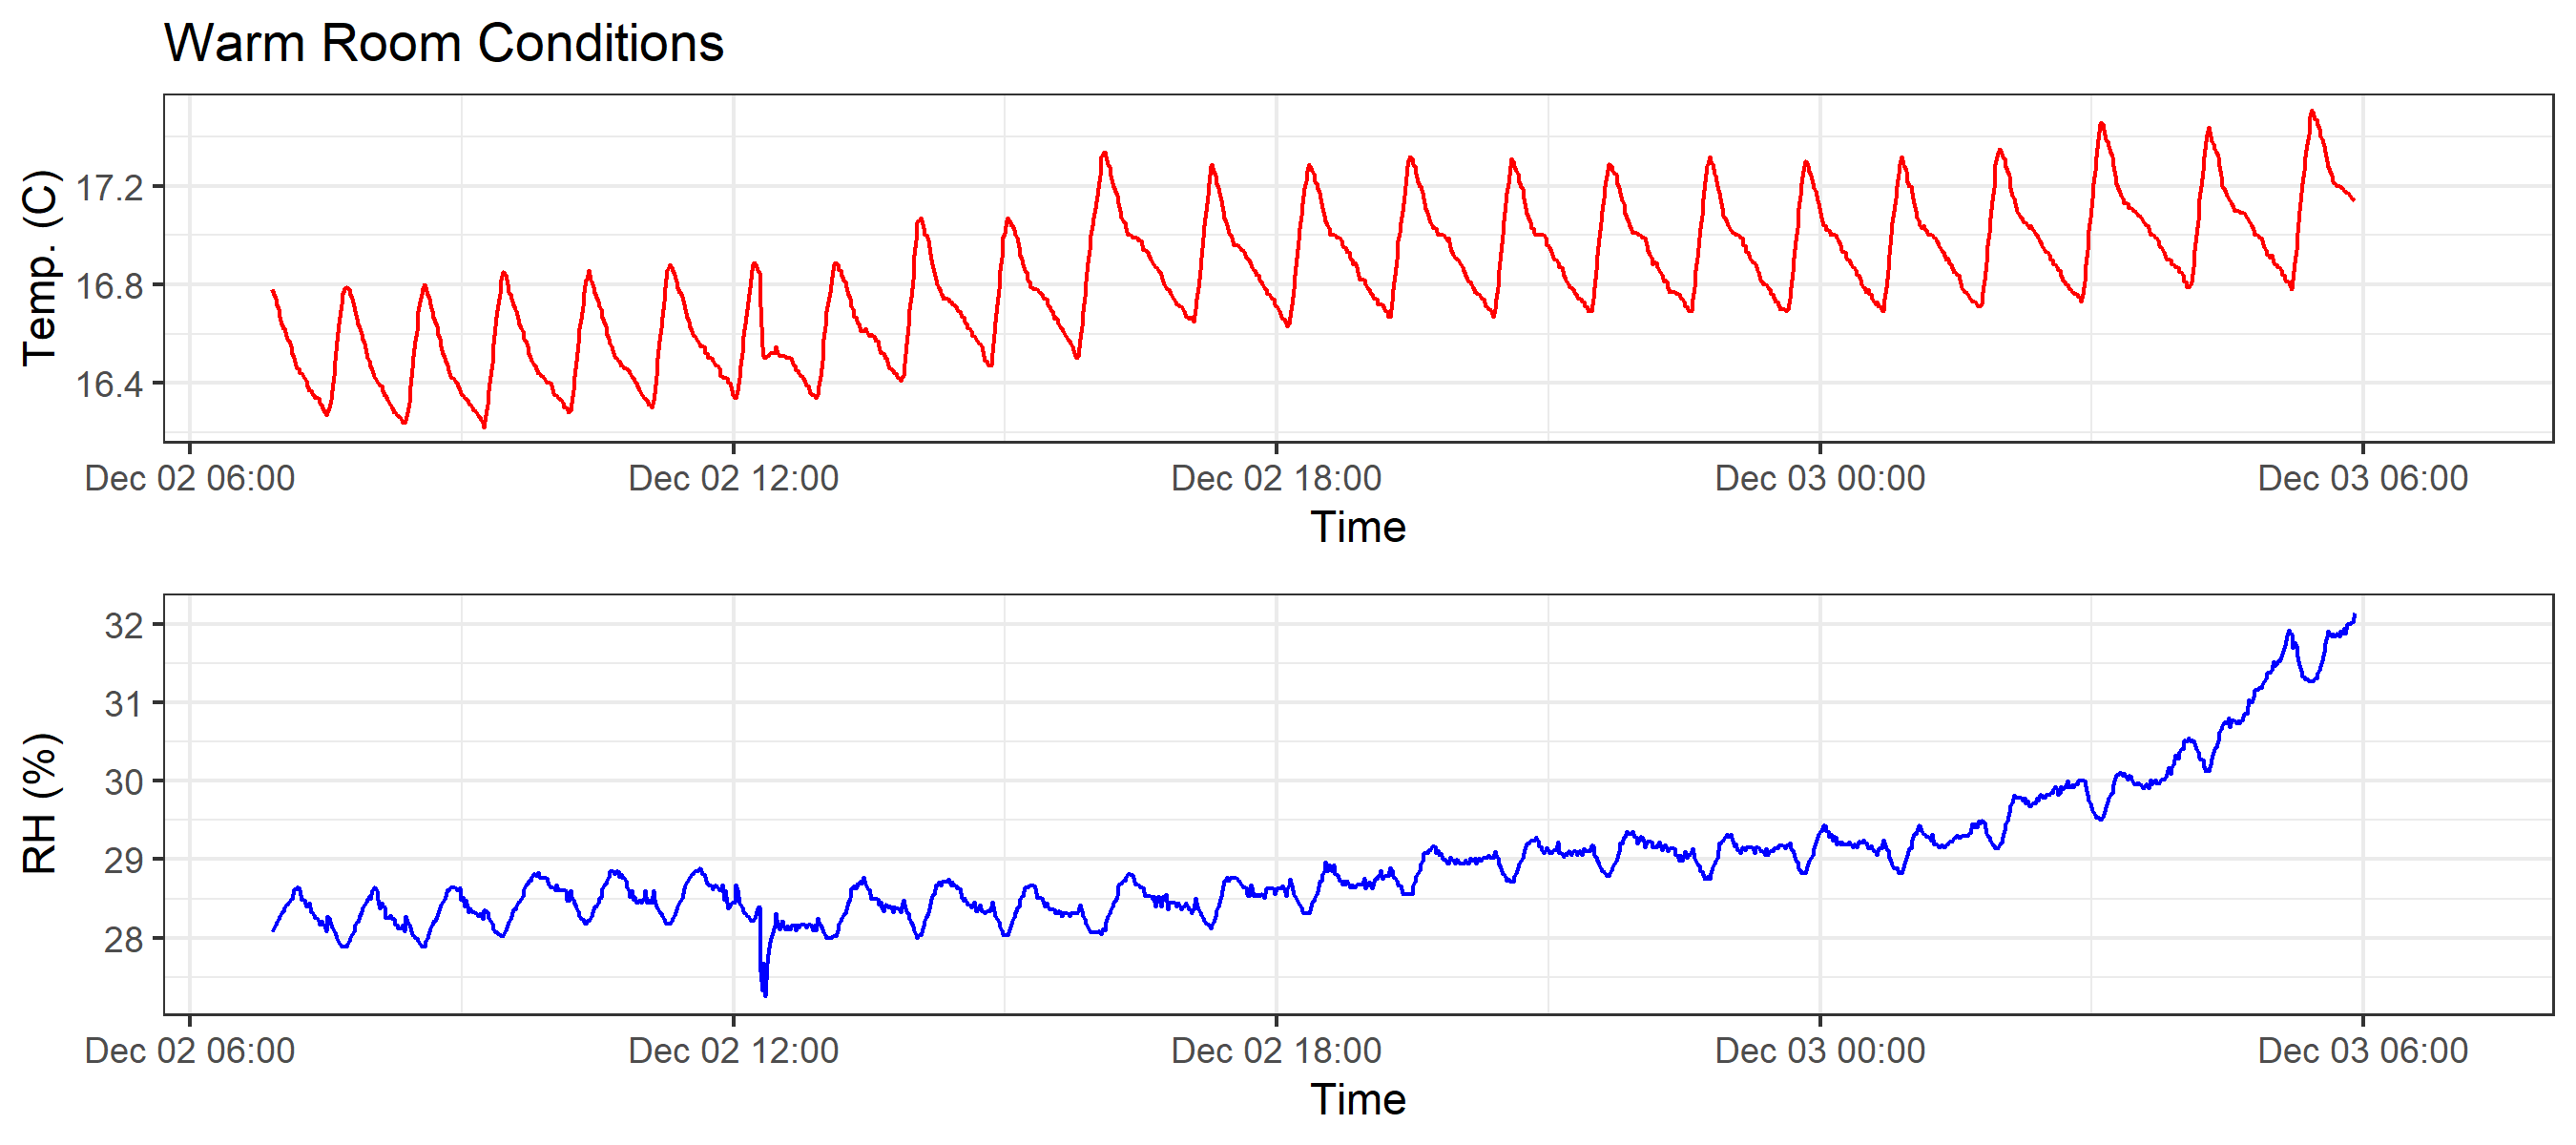 Warm Room Conditions
Temp. (C)
17.2
16.8
16.4
Dec 02 06:00 Dec 02 12:00 Dec 02 18:00 Dec 03 00:00 Dec 03 06:00
Time
RH (%)
32
31
30
29
28
Dec 02 06:00 Dec 02 12:00 Dec 02 18:00 Dec 03 00:00 Dec 03 06:00
Time